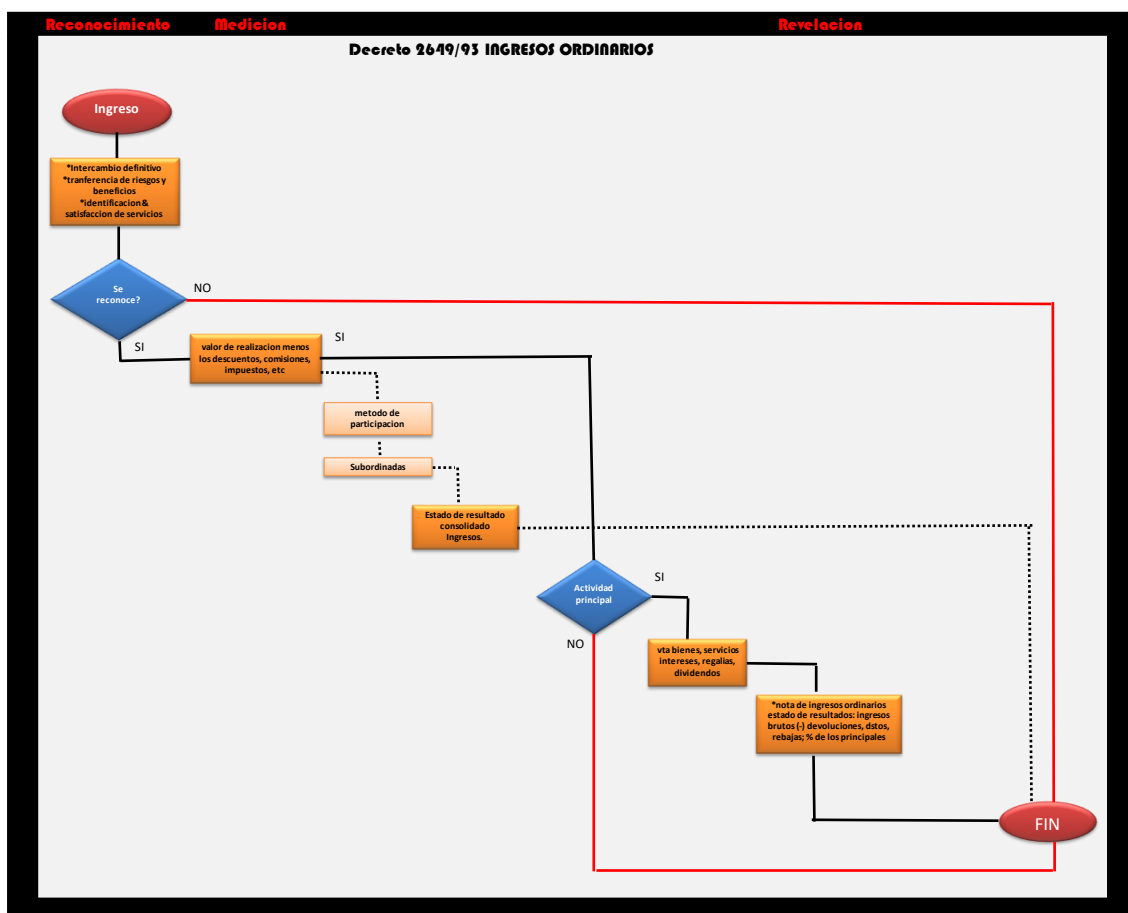 Reconocimiento Medicion Revelacion
Decreto 2649/93 INGRESOS ORDINARIOS
Ingreso
*Intercambio definitivo
*tranferencia de riesgos y
beneficios
*identificacion &
satisfaccion de servicios
Se
reconoce?
NO
SI
valor de realizacion menos
los descuentos, comisiones,
impuestos, etc
SI
metodo de
participacion
Subordinadas
Estado de resultado
consolidado
Ingresos.
Actividad
principal
SI
NO
vta bienes, servicios
intereses, regalias,
dividendos
*nota de ingresos ordinarios
estado de resultados: ingresos
brutos (-) devoluciones, dstos,
rebajas; % de los principales
FIN